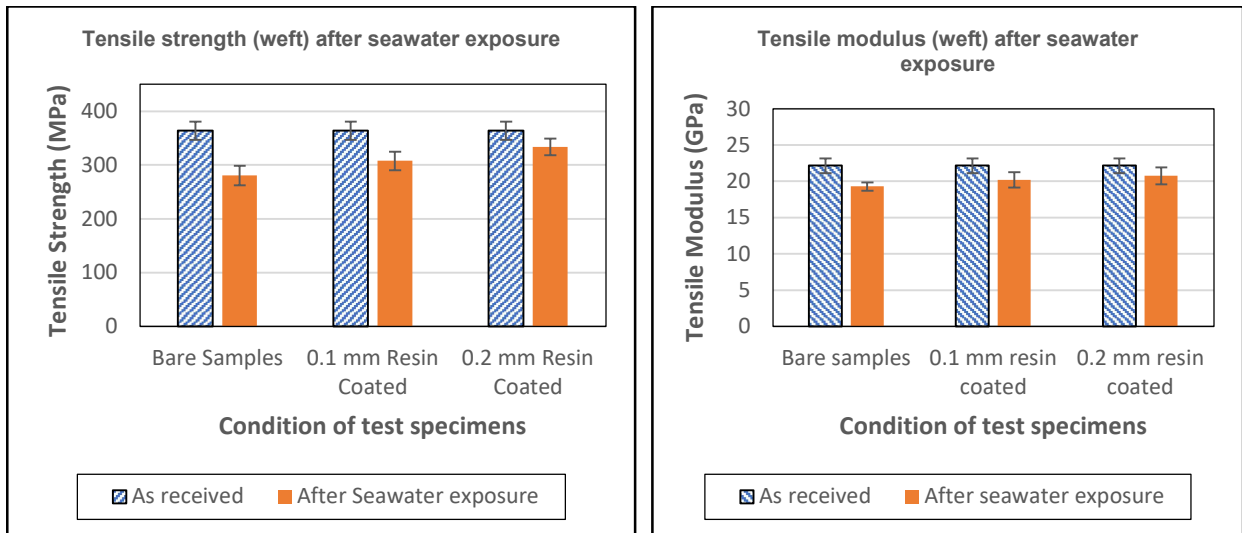 Tensile strength (weft) after seawater exposure
Tensile Strength (MPa)
400
300
200
100
0
Bare Samples
0.1 mm Resin
Coated
0.2 mm Resin
Coated
Condition of test specimens
As received
After Seawater exposure
Tensile modulus (weft) after seawater
exposure
Tensile Modulus (GPa)
30
25
20
15
10
5
0
Bare samples
0.1 mm resin
coated
0.2 mm resin
coated
Condition of test specimens
As received
After seawater exposure